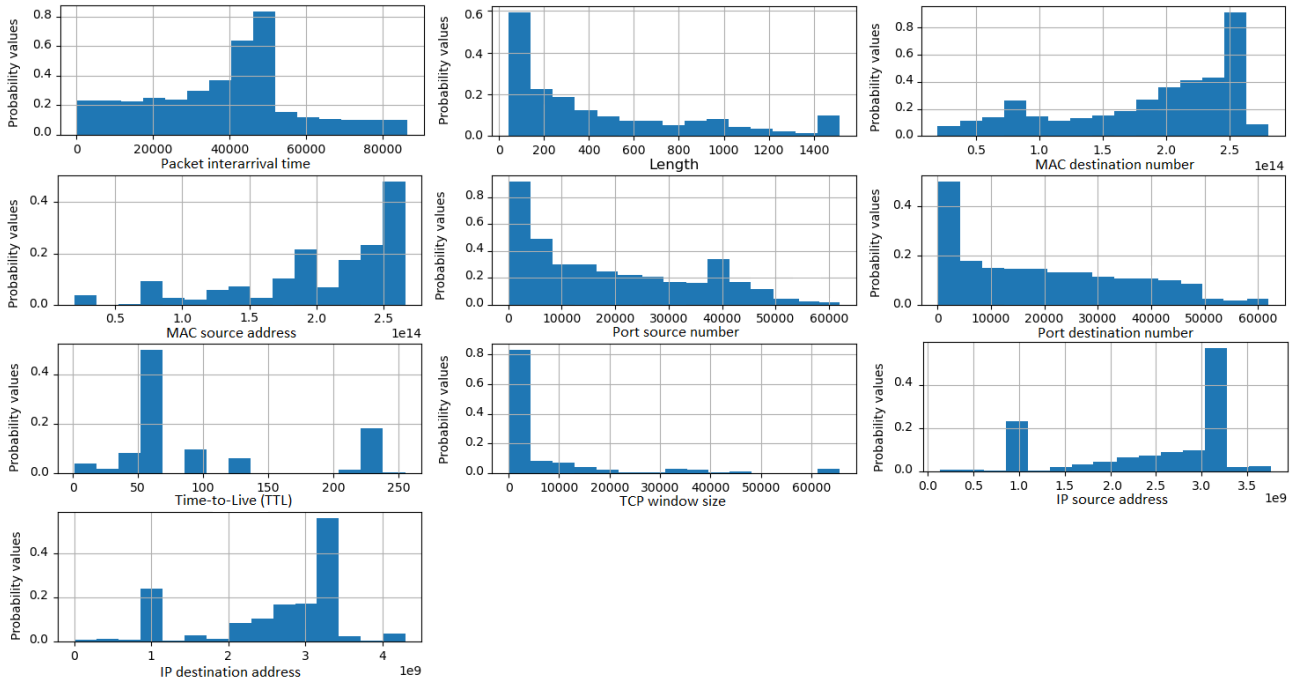 Probability values
0.8
0.6
0.4
0.2
0.0
0 20000 40000 60000 80000
Packet interarrival time
Probability values
0.6
0.4
0.2
0.0
0 200 400 600 800 1000 1200 1400
Length
Probability values
0.8
0.6
0.4
0.2
0.0
0.5 1.0 1.5 2.0 2.5
MAC destination number 1e14
Probability values
0.4
0.2
0.0
0.5 1.0 1.5 2.0 2.5
MAC source address 1e14
Probability values
0.8
0.6
0.4
0.2
0.0
0 10000 20000 30000 40000 50000 60000
Port source number
Probability values
0.4
0.2
0.0
0 10000 20000 30000 40000 50000 60000
Port destination number
Probability values
0.4
0.2
0.0
0 50 100 150 200 250
Time-to-Live (TTL)
Probability values
0.8
0.6
0.4
0.2
0.0
0 10000 20000 30000 40000 50000 60000
TCP window size
Probability values
0.4
0.2
0.0
0.0 0.5 1.0 1.5 2.0 2.5 3.0 3.5
IP source address 1e9
Probability values
0.4
0.2
0.0
0 1 2 3 4
IP destination address 1e9